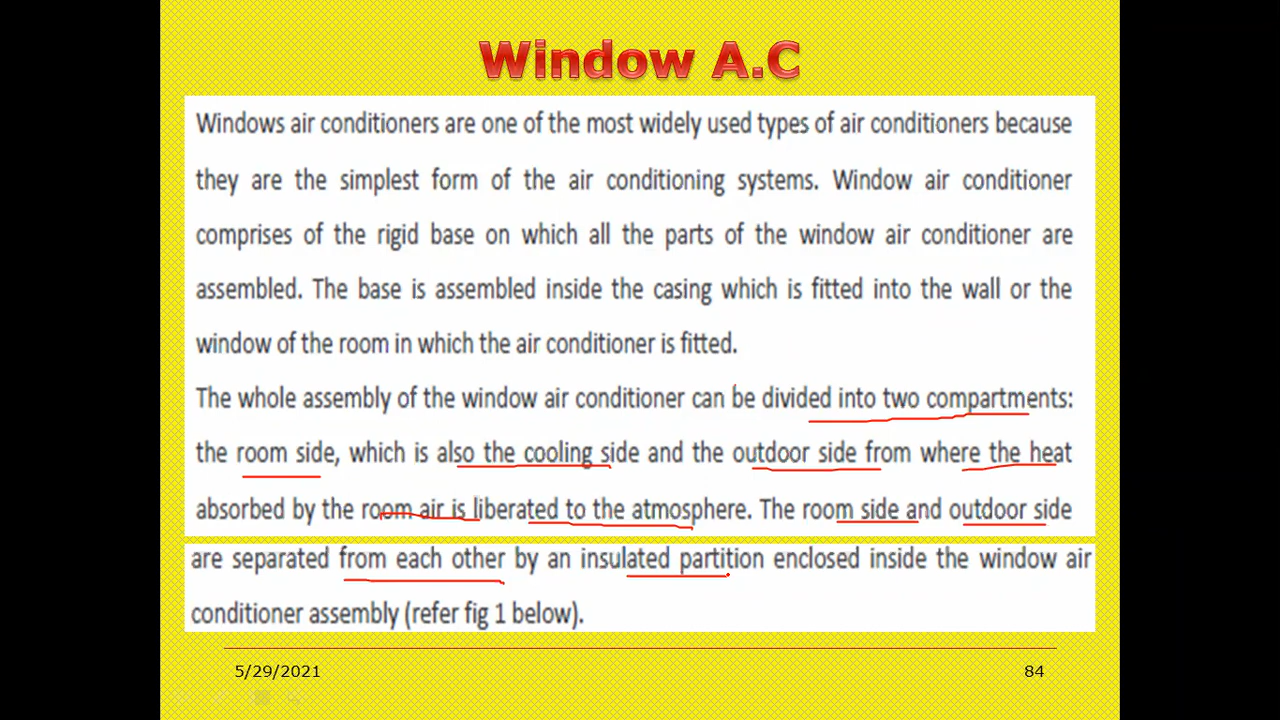 Window A.C
Windows air conditioners are one of the most widely used types of air conditioners because
they are the simplest form of the air conditioning systems. Window air conditioner
comprises of the rigid base on which all the parts of the window air conditioner are
assembled. The base is assembled inside the casing which is fitted into the wall or the
window of the room in which the air conditioner is fitted.
The whole assembly of the window air conditioner can be divided into two compartments:
the room side, which is also the cooling side and the outdoor side from where the heat
absorbed by the room air is liberated to the atmosphere. The room side and outdoor side
are separated from each other by an insulated partition enclosed inside the window air
conditioner assembly (refer fig 1 below).
5/29/2021
84